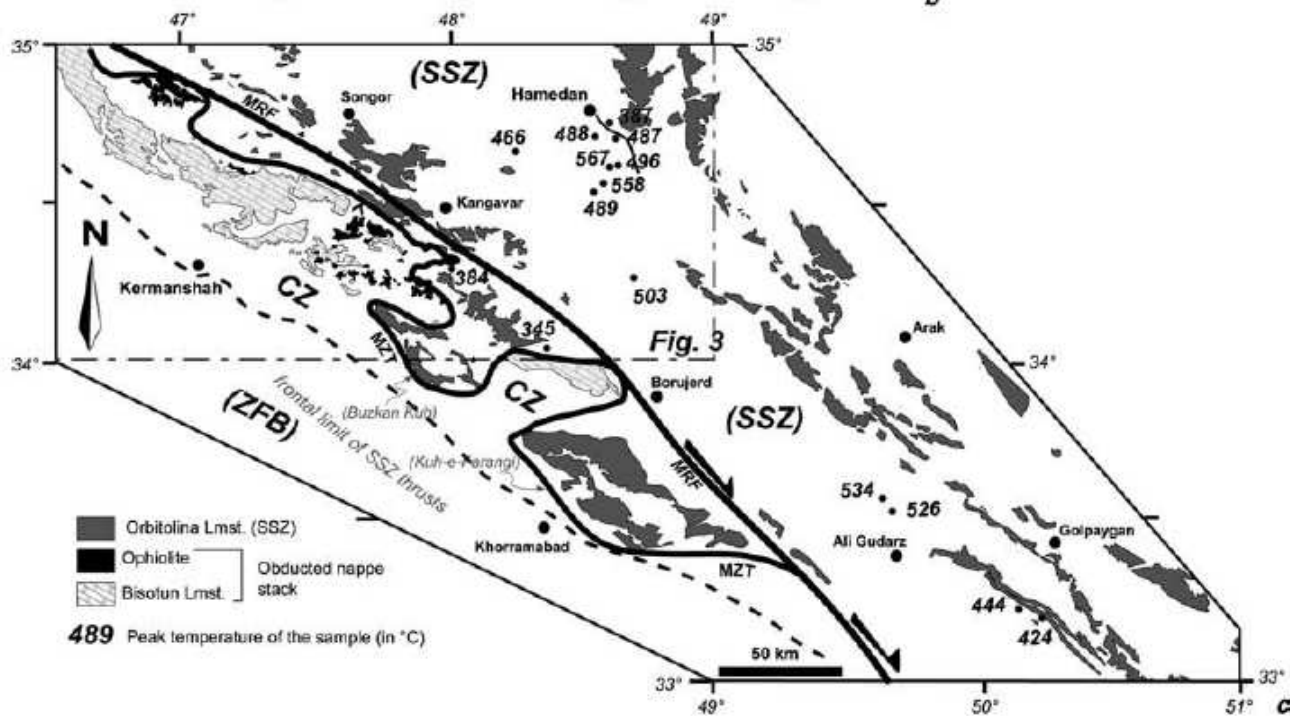 b
47° 48° 49°
35° (SSZ) 35°
Songor Hamedan
MRF
387
466 488 487
567 496
558
489
Kangavar
N
Kermanshah CZ 384
503
345
MZT Fig. 3 Arak
34° 34°
CZ Borujerd
(Buzkan Kuh)
(ZFB) (SSZ)
frontal limit of SSZ thrusts
(Kuh-e-Farangi) MRF
534
526
Orbitolina Lmst. (SSZ)
Golpaygan
Ophiolite
Khorramabad Ali Gudarz
Obducted nappe
stack
MZT
Bisotun Lmst.
444
424
489 Peak temperature of the sample (in °C)
50 km
33° 33°
49° 50° 51° c